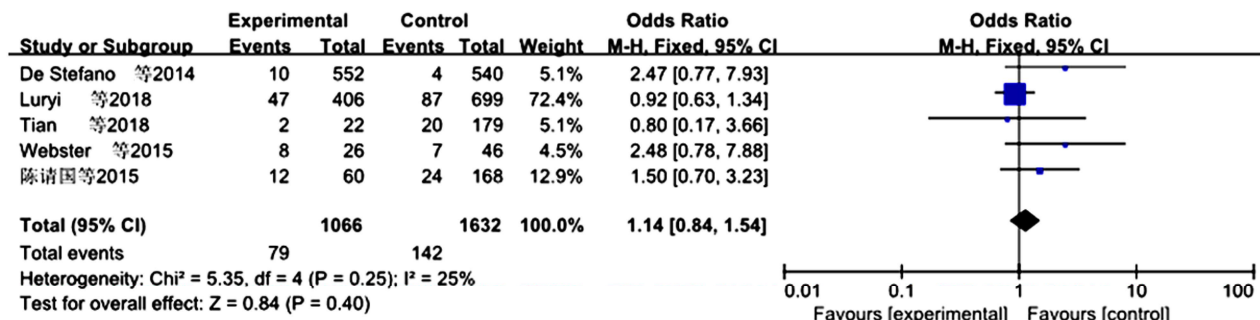 Experimental Control Odds Ratio Odds Ratio
Study or Subgroup Events Total Events Total Weight M-H, Fixed, 95% CI M-H, Fixed, 95% CI
De Stefano 等2014 10 552 4 540 5.1% 2.47 [0.77, 7.93]
Luryi 等2018 47 406 87 699 72.4% 0.92 [0.63, 1.34]
Tian 等2018 2 22 20 179 5.1% 0.80 [0.17, 3.66]
Webster 等2015 8 26 7 46 4.5% 2.48 [0.78, 7.88]
陈请国等2015 12 60 24 168 12.9% 1.50 [0.70, 3.23]
Total (95% CI) 1066 1632 100.0% 1.14 [0.84, 1.54]
Total events 79 142
Heterogeneity: Chi² = 5.35, df = 4 (P = 0.25); I² = 25%
Test for overall effect: Z = 0.84 (P = 0.40)
0.01 0.1 1 10 100
Favours [experimental] Favours [control]